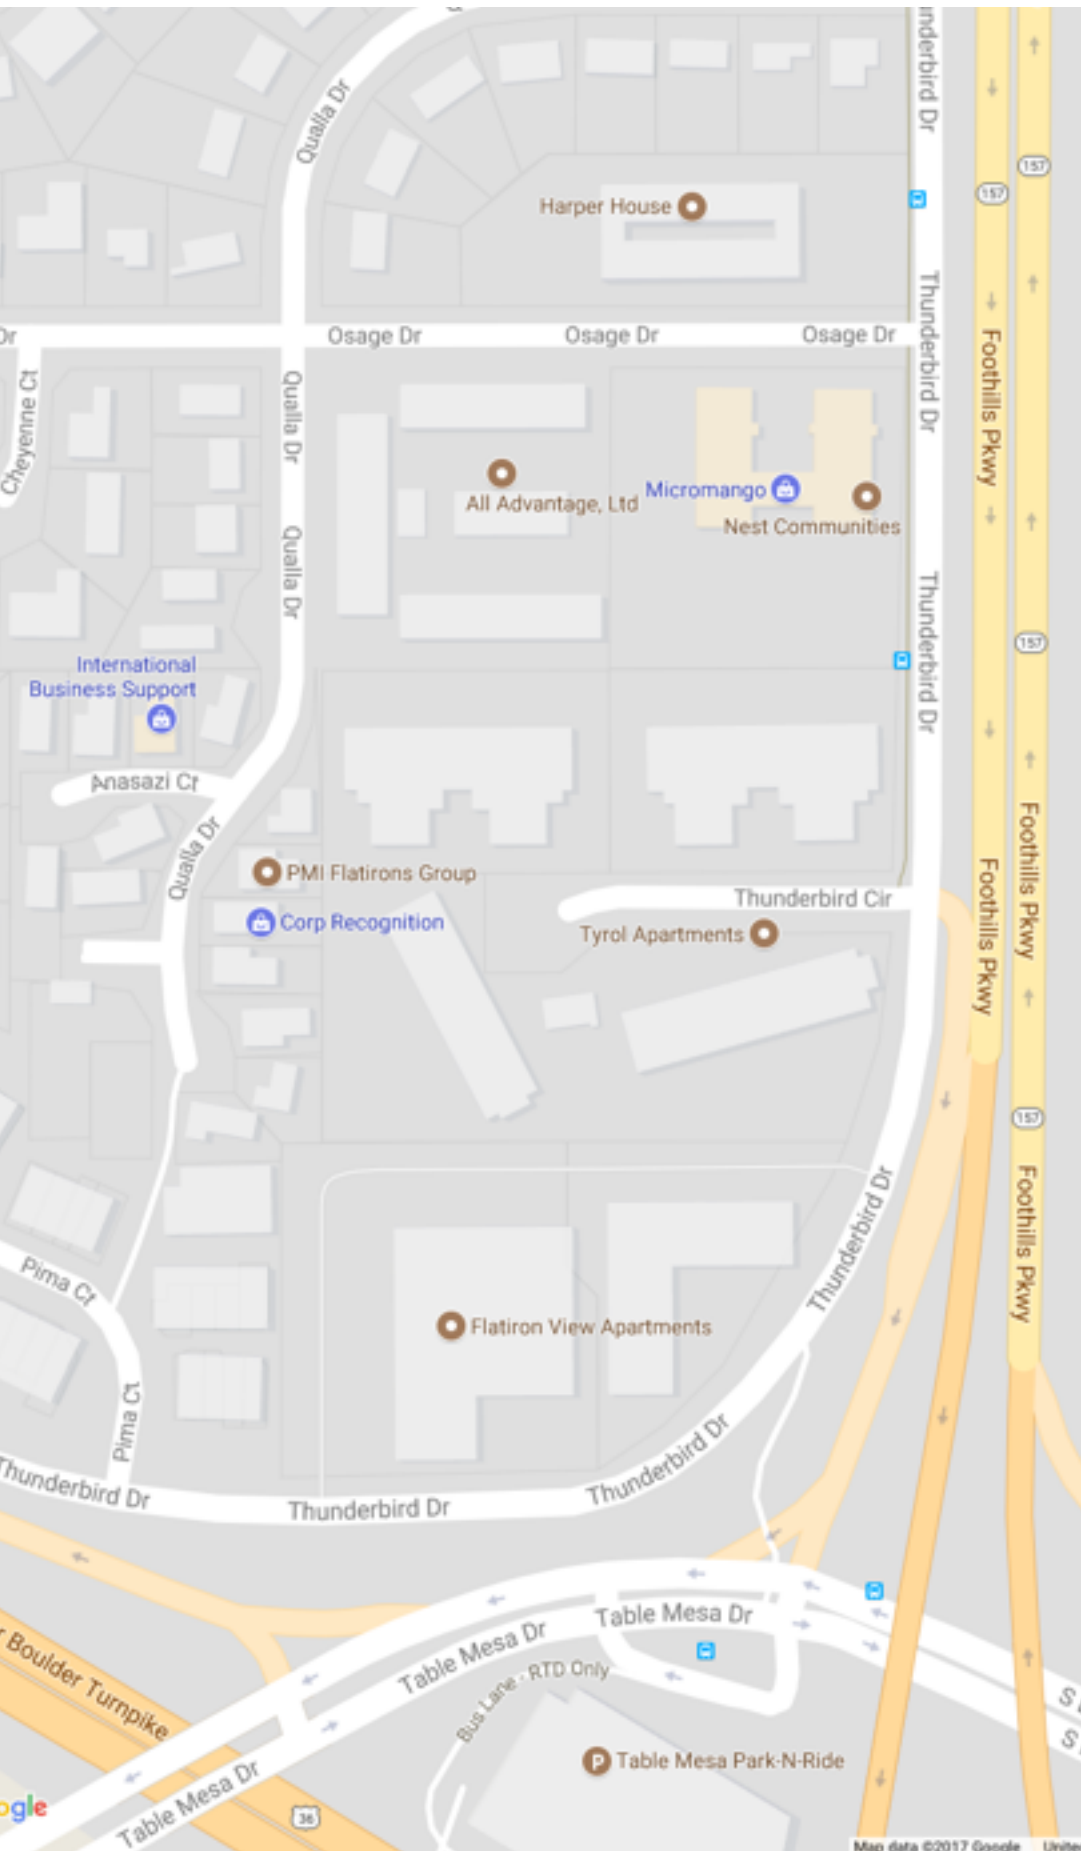 Qualla Dr
nderbird Dr
157
157
Harper House
Thunderbird Dr
Dr
Osage Dr
Osage Dr
Osage Dr
Foothills Pkwy
Cheyenne Ct
Qualla Dr
All Advantage, Ltd
Micromango
Nest Communities
Qualla Dr
Thunderbird Dr
157
International
Business Support
Anasazi Ct
Qualla Dr
PMI Flatirons Group
Corp Recognition
Thunderbird Cir
Tyrol Apartments
Foothills Pkwy
Foothills Pkwy
157
Foothills Pkwy
Thunderbird Dr
Pima Ct
Flatiron View Apartments
Pima Ct
Thunderbird Dr
Thunderbird Dr
Thunderbird Dr
Table Mesa Dr
Table Mesa Dr
Bus Lane - RTD Only
r Boulder Turnpike
S
S
P
Table Mesa Park-N-Ride
Table Mesa Dr
36
ogle
Map data ©2017 Google
Unite